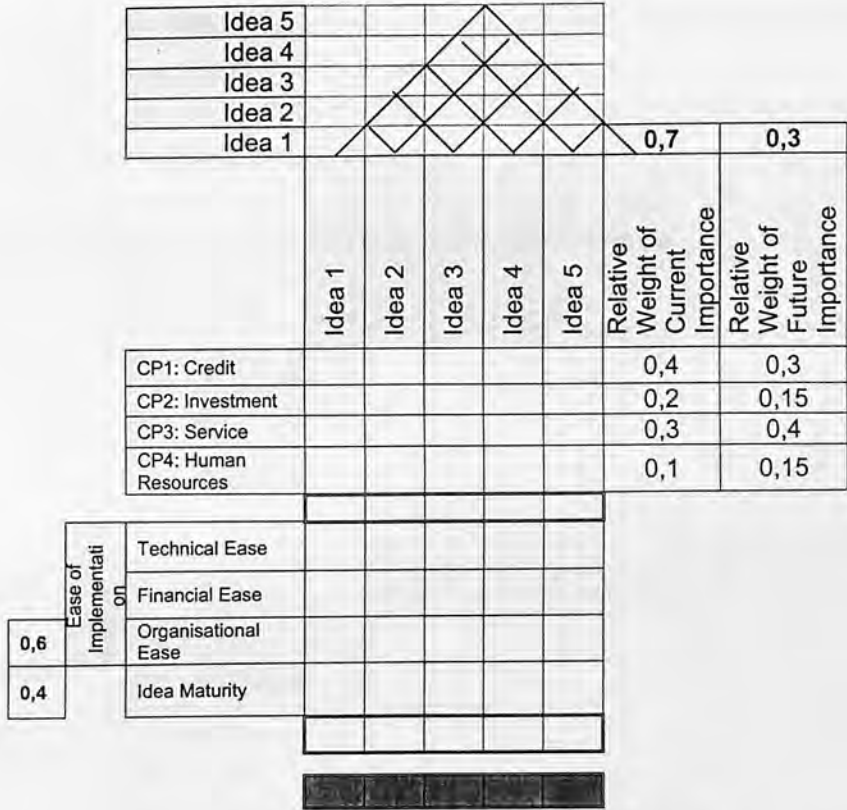 Idea 5
Idea 4
Idea 3
Idea 2
Idea 1
0,7 0,3
Idea 1
Idea 2
Idea 3
Idea 4
Idea 5
Relative
Weight of
Current
Importance
Relative
Weight of
Future
Importance
CP1: Credit 0,4 0,3
CP2: Investment 0,2 0,15
CP3: Service 0,3 0,4
CP4: Human
Resources 0,1 0,15
Ease of
Implementati
on
Technical Ease
Financial Ease
0,6 Organisational
Ease
0,4 Idea Maturity